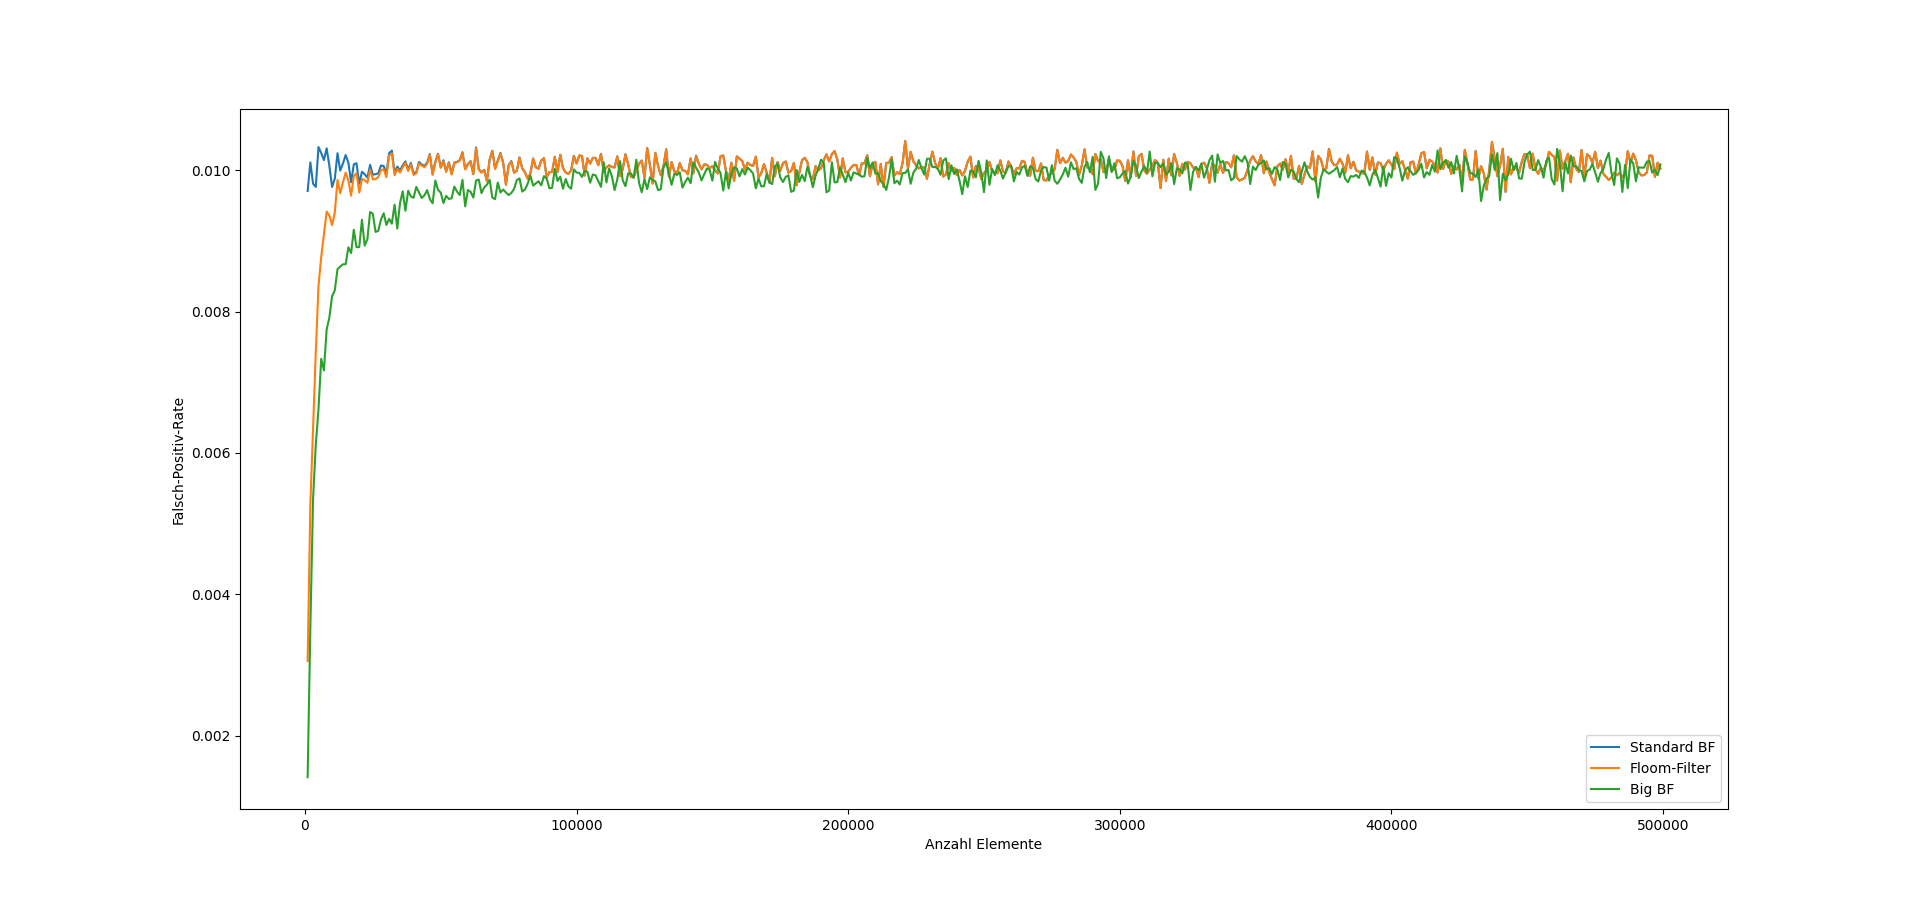 0.010
0.008
0.006
0.004
0.002
Falsch-Positiv-Rate
0
100000
200000
300000
400000
500000
Anzahl Elemente
Standard BF
Floom-Filter
Big BF